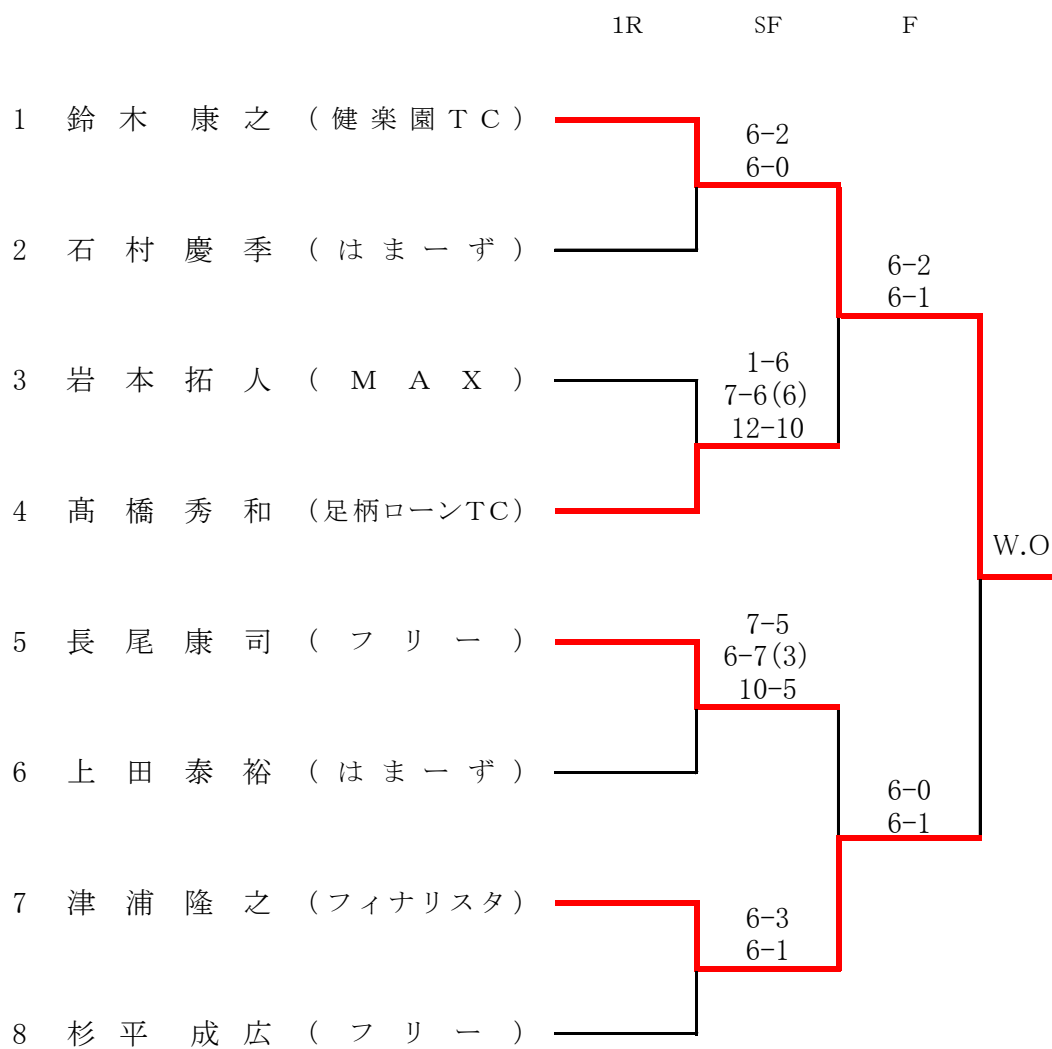 1R SF F
1 鈴木 康之 (健楽園TC)
6-2
6-0
2 石村慶季 (はまーず)
6-2
6-1
3 岩本拓人 (MAX)
1-6
7-6(6)
12-10
4 髙橋秀和 (足柄ローンTC)
W.O
5 長尾康司 (フリー)
7-5
6-7(3)
10-5
6 上田泰裕 (はまーず)
6-0
6-1
7 津浦隆之 (フィナリスタ)
6-3
6-1
8 杉平 成広 (フリー)